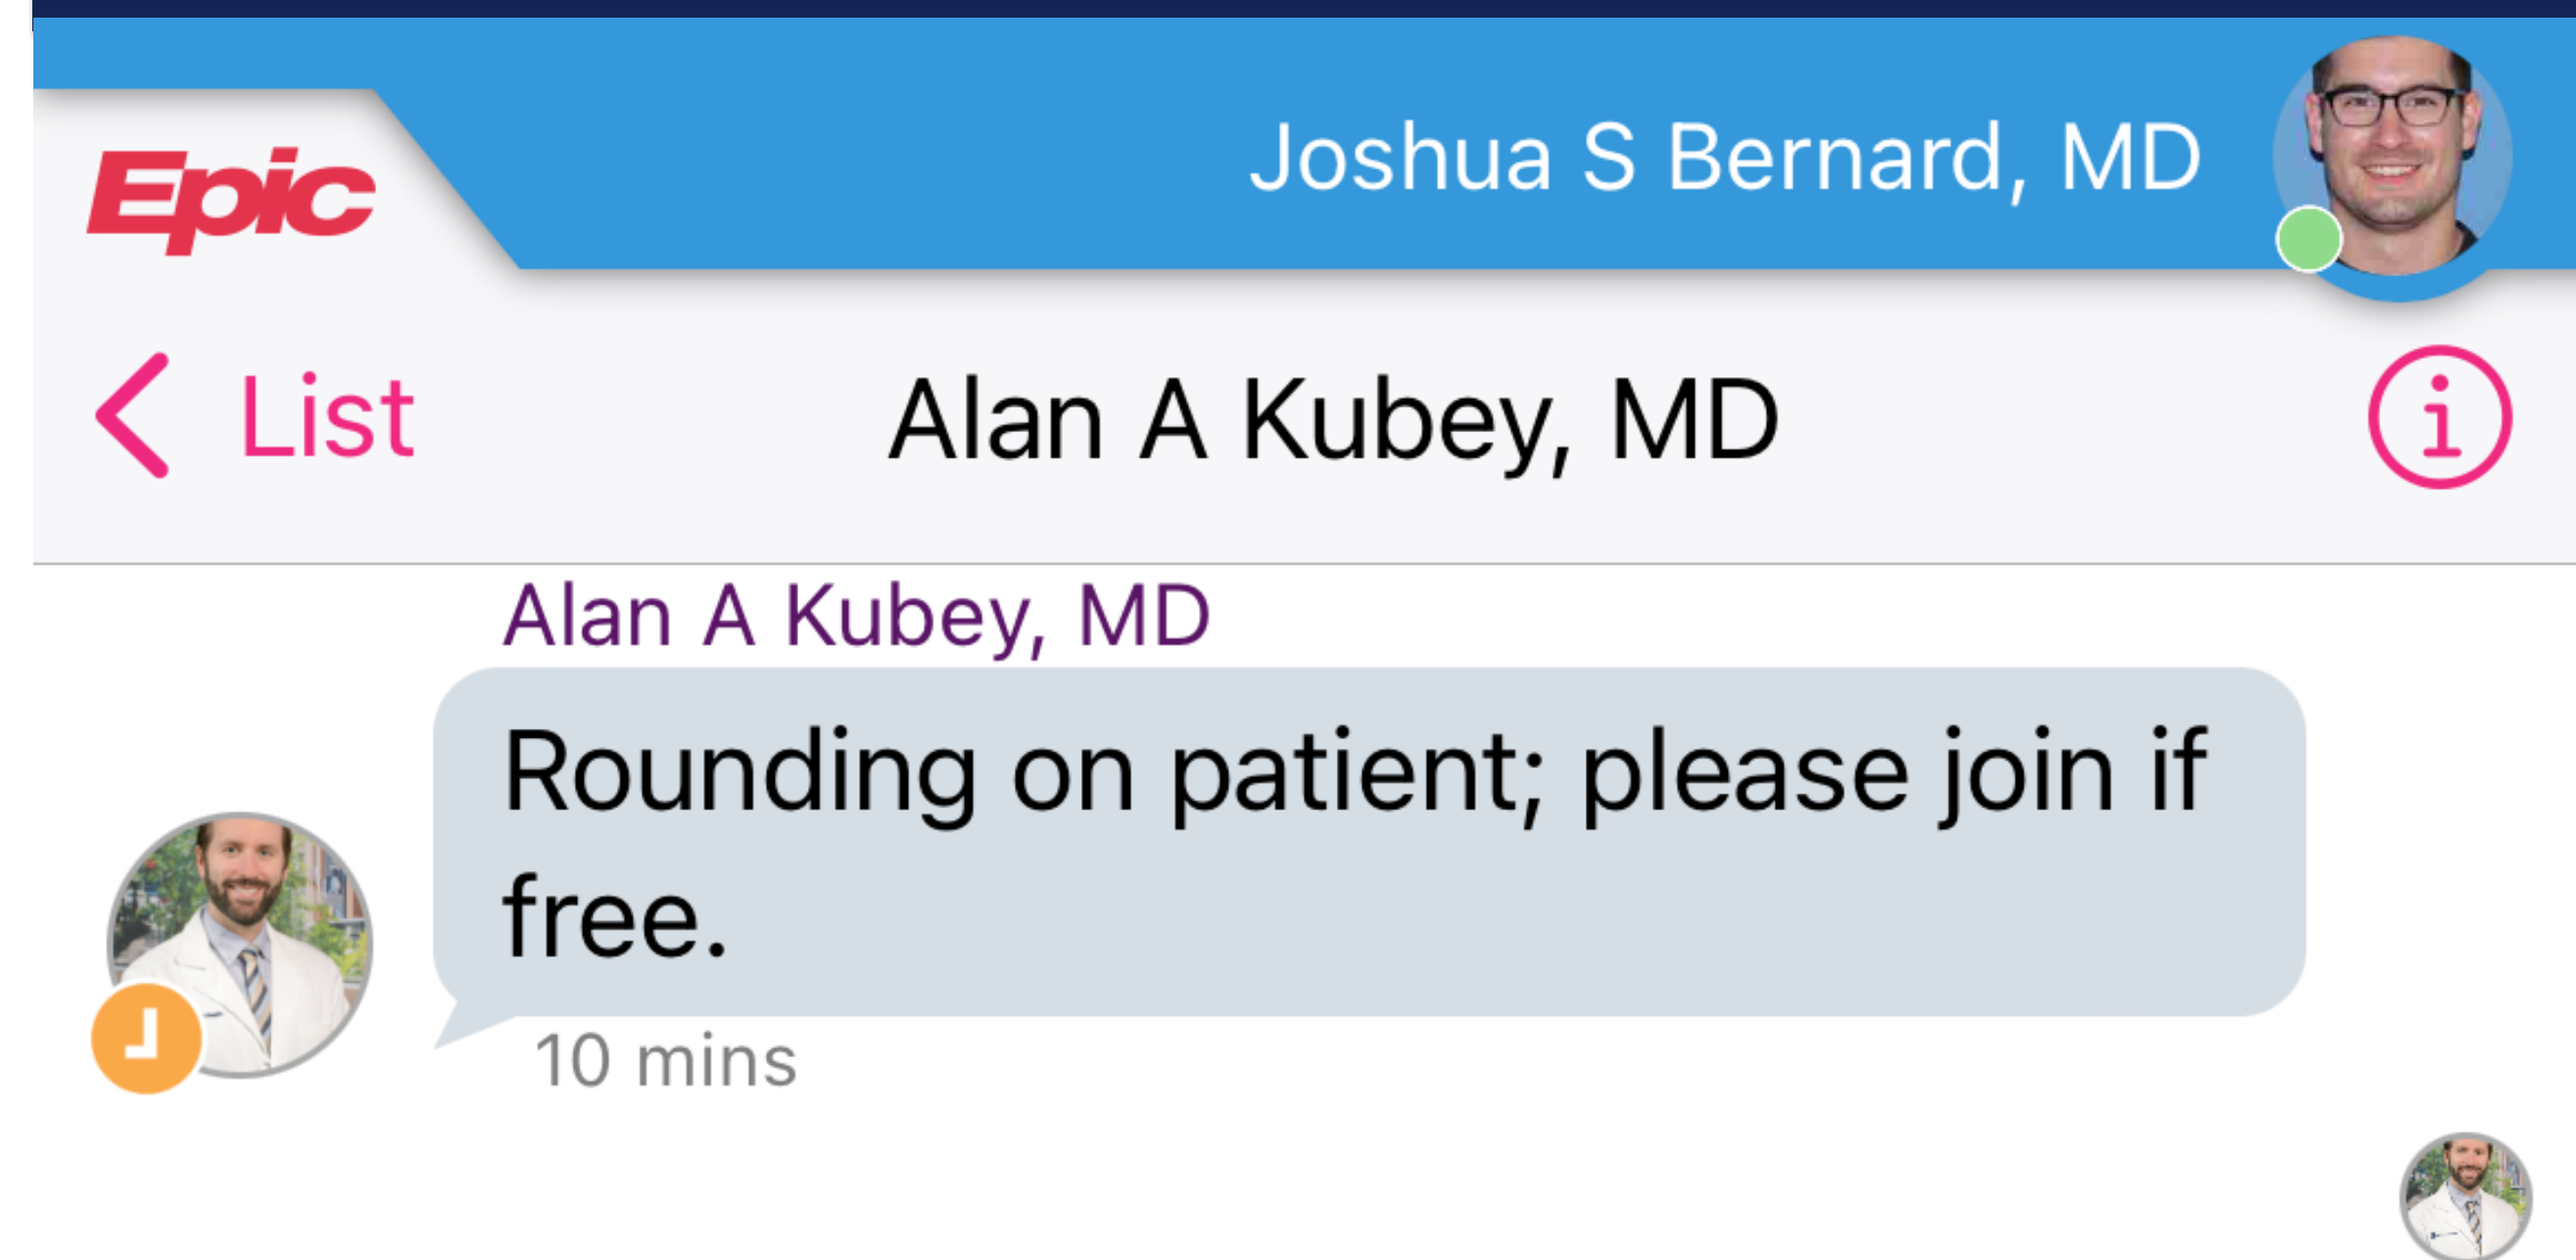 Joshua S Bernard, MD
Epic
List
Alan A Kubey, MD
Alan A Kubey, MD
Rounding on patient; please join if
free.
10 mins